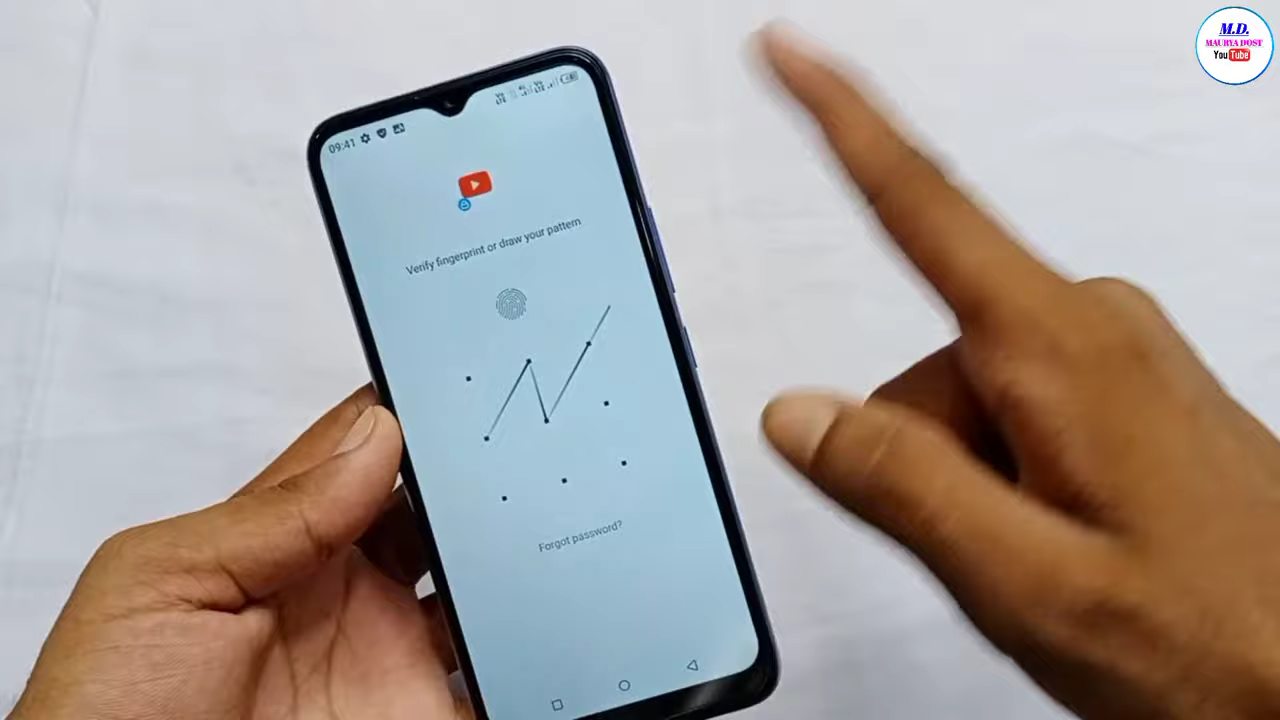 M.D.
MAURYA DOST
YouTube
09:41
Verify fingerprint or draw your pattern
Forgot password?